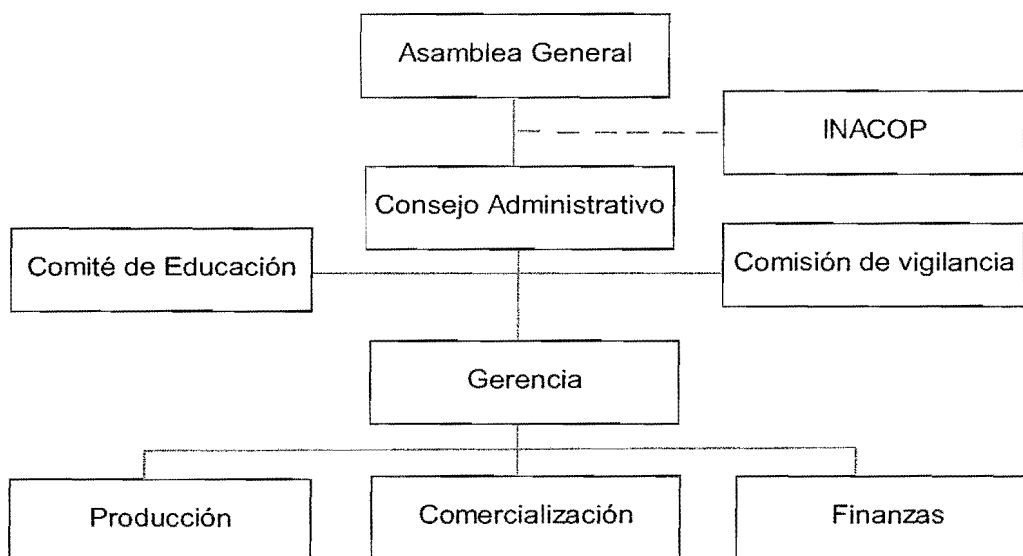 Asamblea General
INACOP
Consejo Administrativo
Comité de Educación
Comisión de vigilancia
Gerencia
Producción
Comercialización
Finanzas